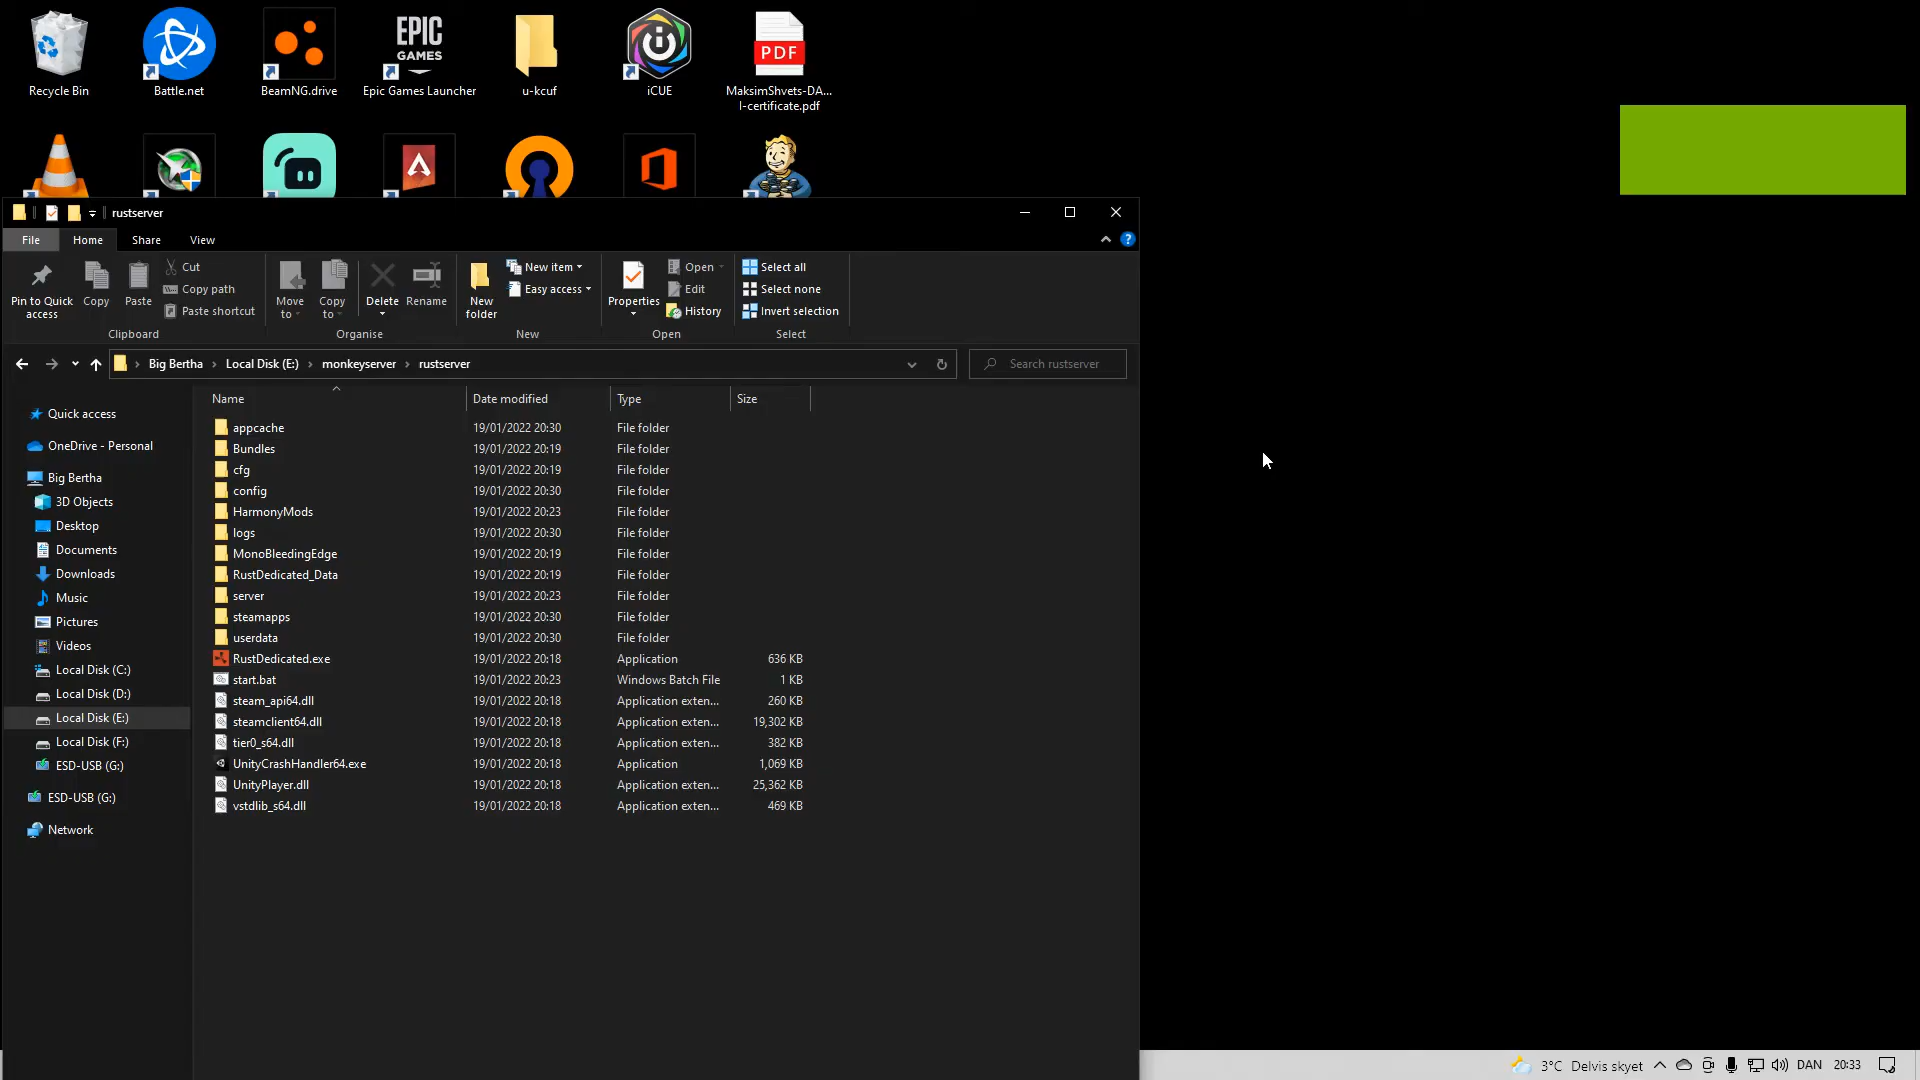 Recycle Bin
Battle.net
BeamNG.drive
EPIC
GAMES
Epic Games Launcher
u-kcuf
iCUE
PDF
MaksimShvets-DA...
l-certificate.pdf
rustserver
File
Home
Share
View
Pin to Quick
access
Copy
Paste
Cut
Copy path
Paste shortcut
Clipboard
Move
to
Copy
to
Delete
Rename
Organise
New
folder
New item
Easy access
New
Properties
Open
Edit
History
Open
Select all
Select none
Invert selection
Select
Big Bertha
Local Disk (E:)
monkeyserver
rustserver
Search rustserver
Quick access
OneDrive - Personal
Big Bertha
3D Objects
Desktop
Documents
Downloads
Music
Pictures
Videos
Local Disk (C:)
Local Disk (D:)
Local Disk (E:)
Local Disk (F:)
ESD-USB (G:)
ESD-USB (G:)
Network
Name Date modified Type Size
appcache 19/01/2022 20:30 File folder
Bundles 19/01/2022 20:19 File folder
cfg 19/01/2022 20:19 File folder
config 19/01/2022 20:30 File folder
HarmonyMods 19/01/2022 20:23 File folder
logs 19/01/2022 20:30 File folder
MonoBleedingEdge 19/01/2022 20:19 File folder
RustDedicated_Data 19/01/2022 20:19 File folder
server 19/01/2022 20:23 File folder
steamapps 19/01/2022 20:30 File folder
userdata 19/01/2022 20:30 File folder
RustDedicated.exe 19/01/2022 20:18 Application 636 KB
start.bat 19/01/2022 20:23 Windows Batch File 1 KB
steam_api64.dll 19/01/2022 20:18 Application exten... 260 KB
steamclient64.dll 19/01/2022 20:18 Application exten... 19,302 KB
tier0_s64.dll 19/01/2022 20:18 Application exten... 382 KB
UnityCrashHandler64.exe 19/01/2022 20:18 Application 1,069 KB
UnityPlayer.dll 19/01/2022 20:18 Application exten... 25,362 KB
vstdlib_s64.dll 19/01/2022 20:18 Application exten... 469 KB
3°C Delvis skyet DAN 20:33